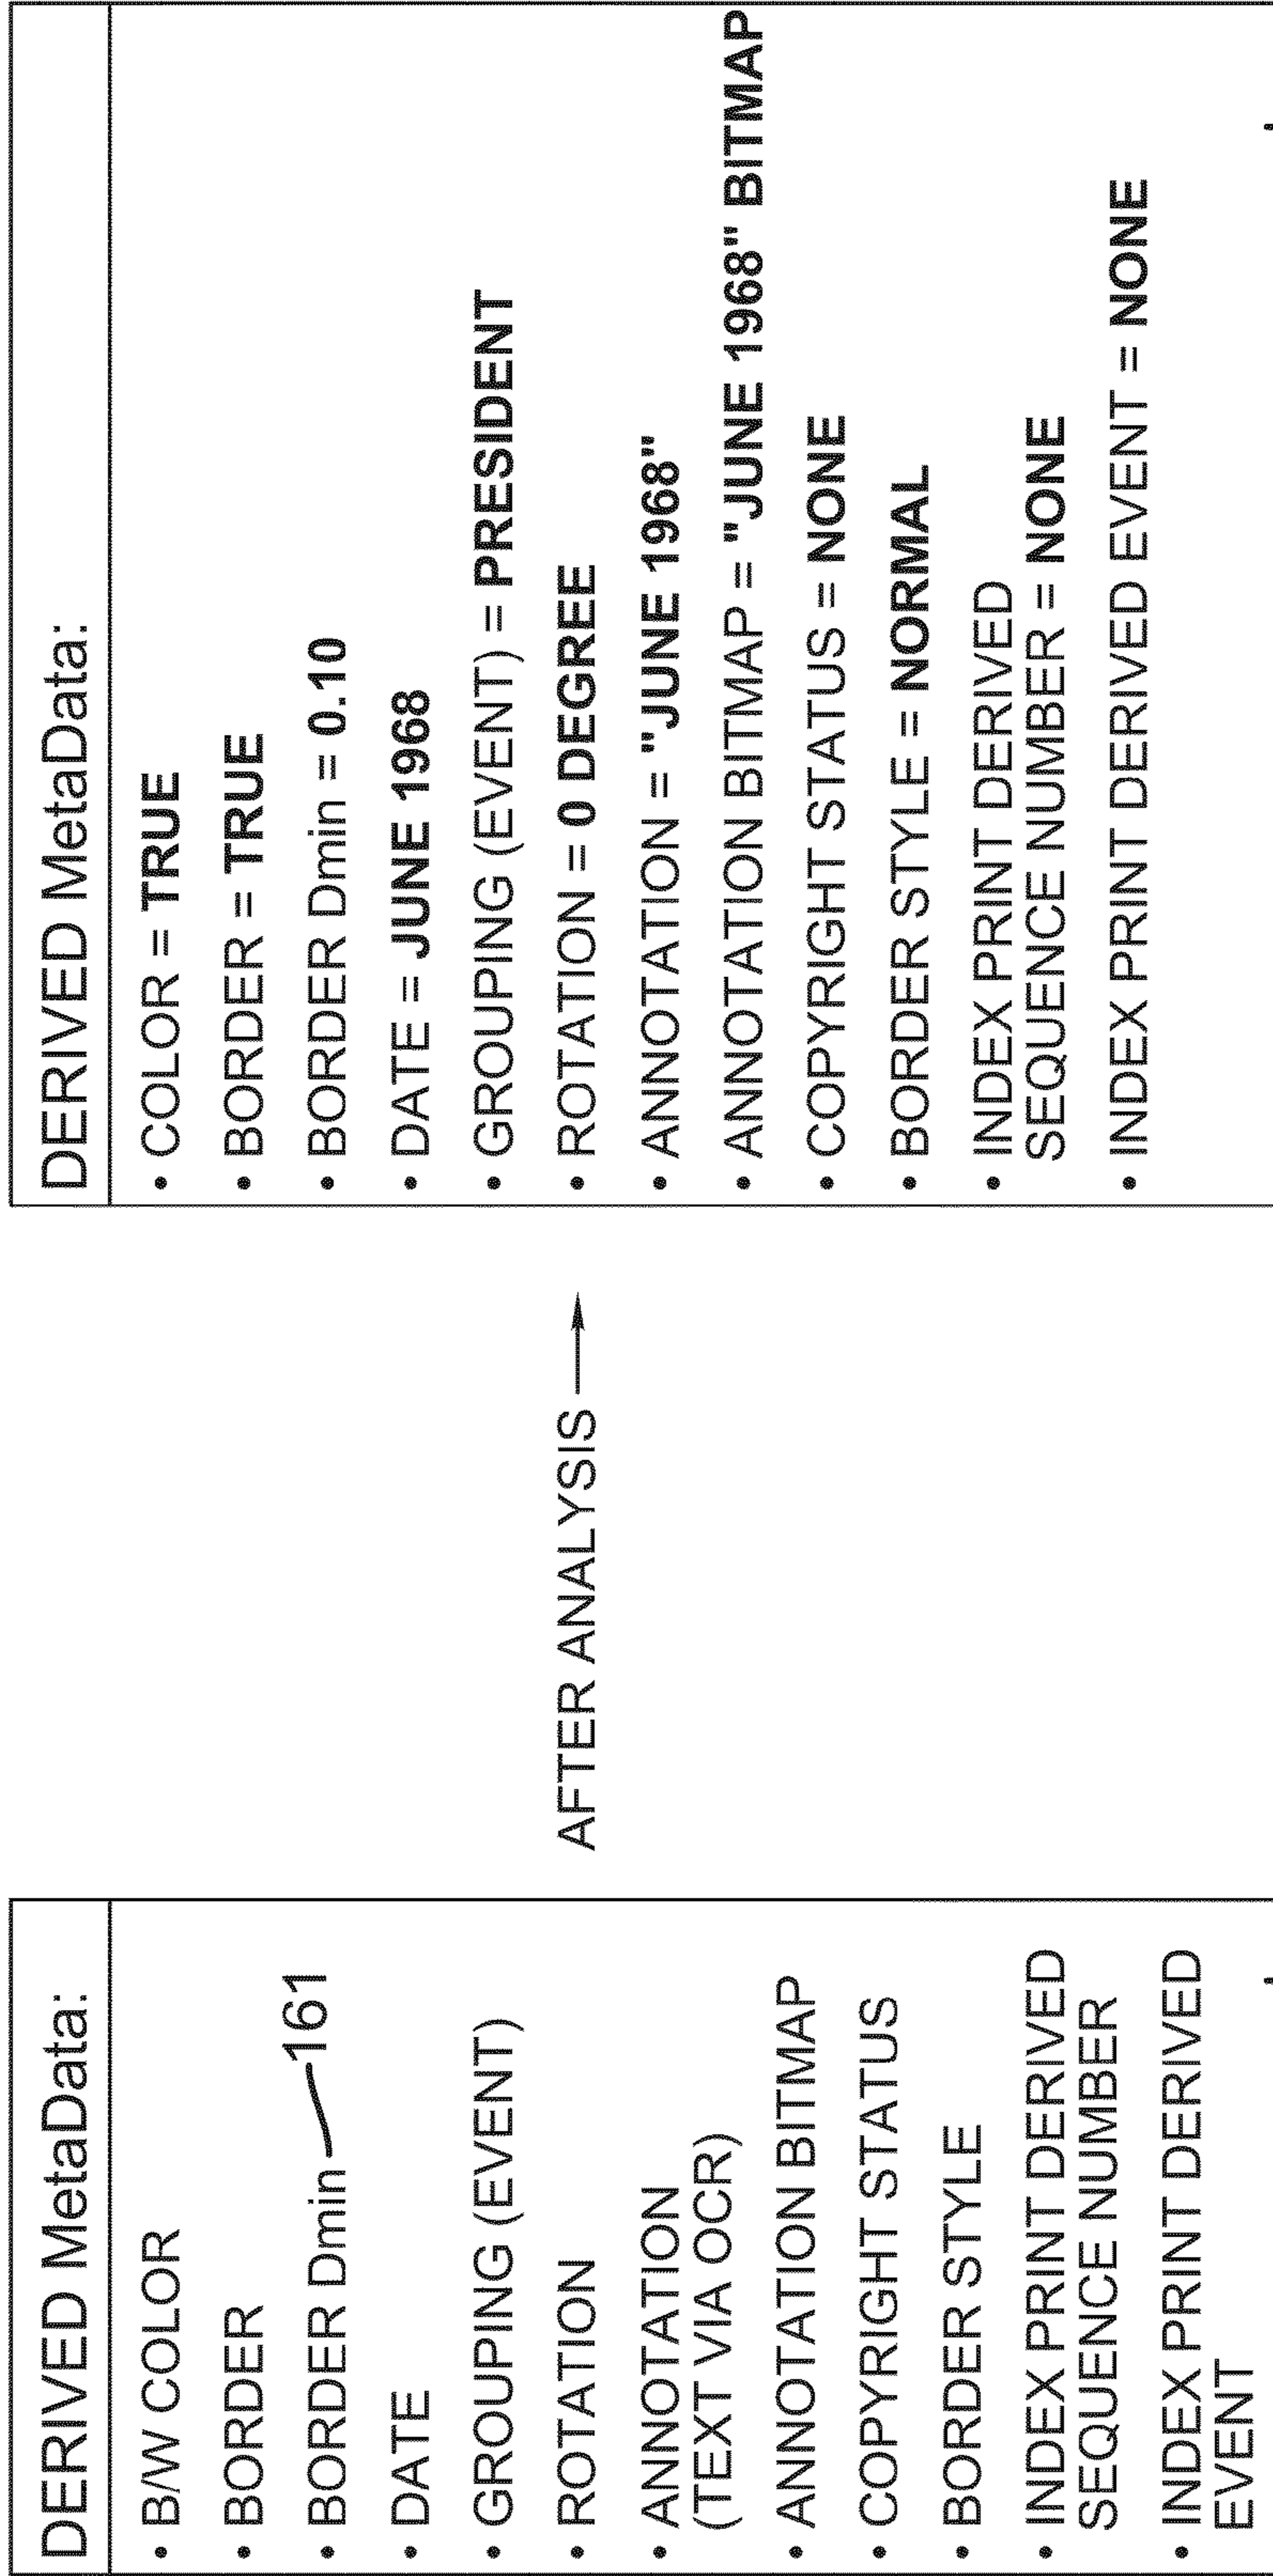 DERIVED MetaData:
• B/W COLOR
• BORDER
• BORDER Dmin 161
• DATE
• GROUPING (EVENT)
• ROTATION
• ANNOTATION
(TEXT VIA OCR)
• ANNOTATION BITMAP
• COPYRIGHT STATUS
• BORDER STYLE
• INDEX PRINT DERIVED
SEQUENCE NUMBER
• INDEX PRINT DERIVED
EVENT
AFTER ANALYSIS
DERIVED MetaData:
• COLOR = TRUE
• BORDER = TRUE
• BORDER Dmin = 0.10
• DATE = JUNE 1968
• GROUPING (EVENT) = PRESIDENT
• ROTATION = 0 DEGREE
• ANNOTATION = "JUNE 1968"
• ANNOTATION BITMAP = "JUNE 1968" BITMAP
• COPYRIGHT STATUS = NONE
• BORDER STYLE = NORMAL
• INDEX PRINT DERIVED
SEQUENCE NUMBER = NONE
• INDEX PRINT DERIVED EVENT = NONE